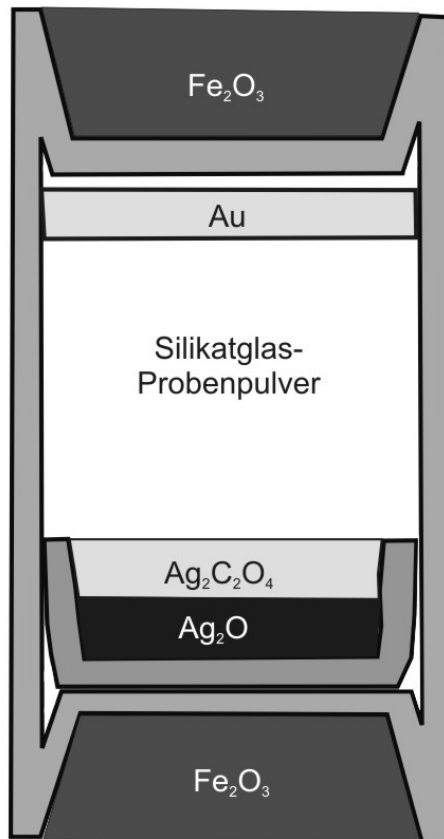 Fe₂O₃
Au
Silikatglas-
Probenpulver
Ag₂C₂O₄
Ag₂O
Fe₂O₃